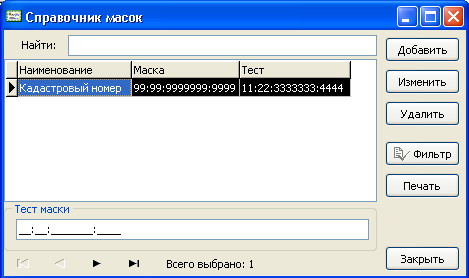 Справочник масок
Найти:
Добавить
Наименование Маска Тест
Кадастровый номер 99:99:9999999:9999 11:22:3333333:4444
Изменить
Удалить
Фильтр
Печать
Тест маски
__:__:_______:____
Всего выбрано: 1
Закрыть